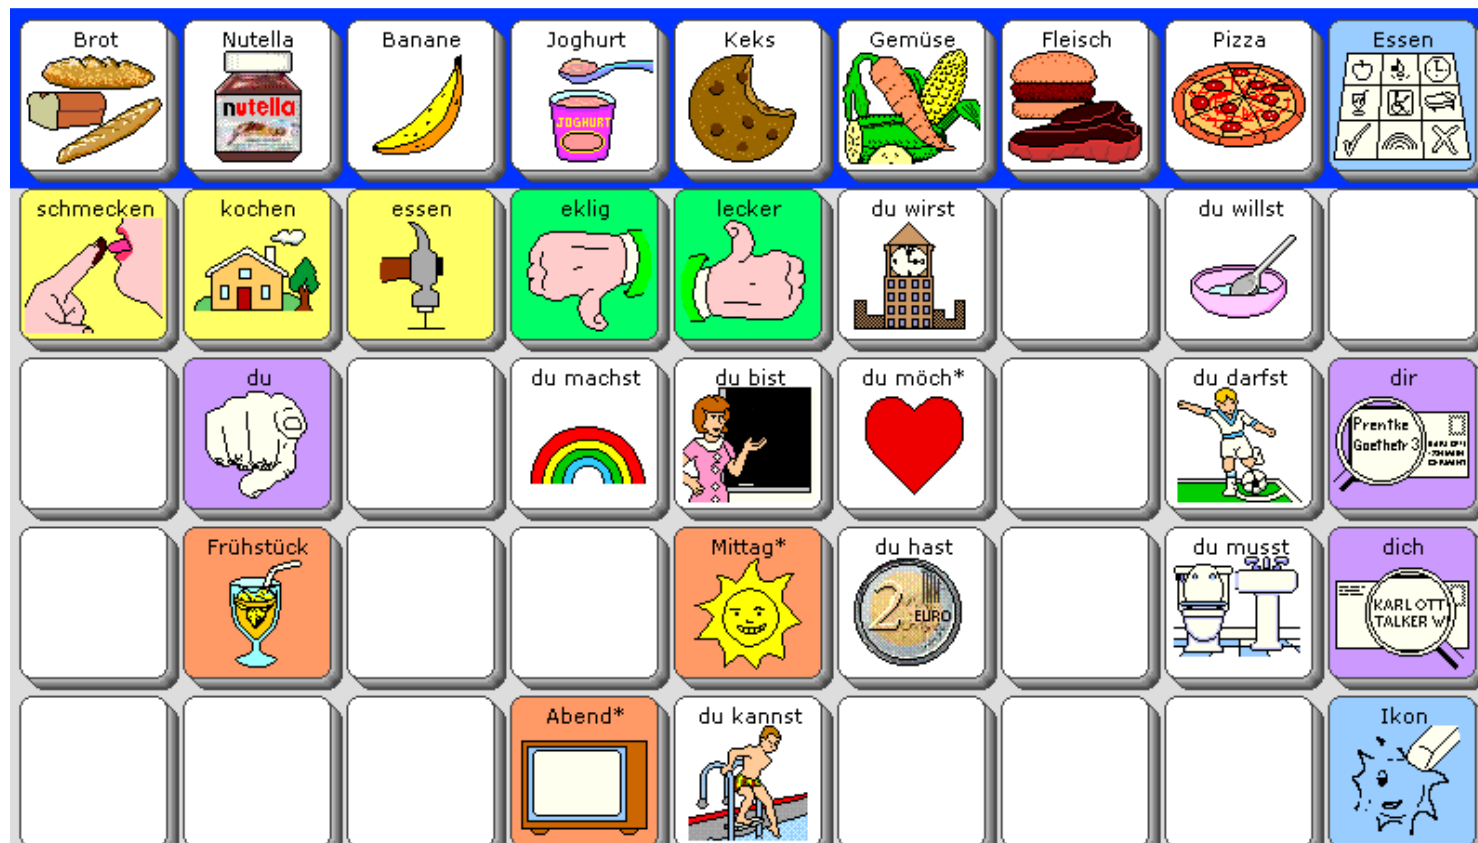 Brot
Nutella
Banane
Joghurt
Keks
Gemüse
Fleisch
Pizza
Essen
nutella
JOGHURT
schmecken
kochen
essen
eklig
lecker
du wirst
du willst
du
du machst
du bist
du möch*
du darfst
dir
Prentke
Goethetr 3
Frühstück
Mittag*
du hast
du musst
dich
2
EURO
KARL OTT
TALKER W
Abend*
du kannst
Ikon